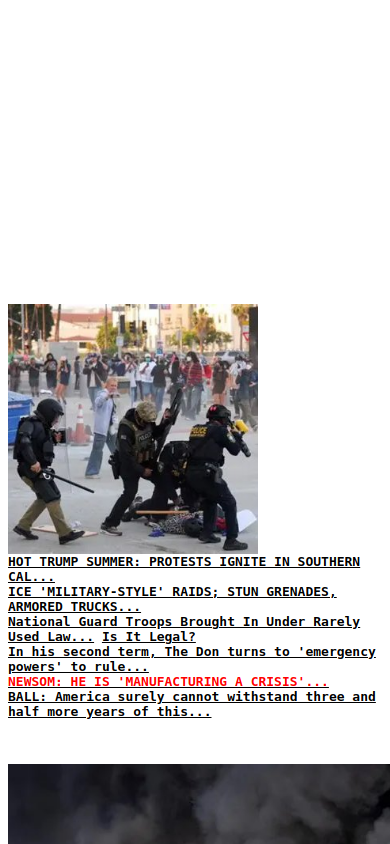 HOT TRUMP SUMMER: PROTESTS IGNITE IN SOUTHERN
CAL...
ICE 'MILITARY-STYLE' RAIDS; STUN GRENADES,
ARMORED TRUCKS...
National Guard Troops Brought In Under Rarely
Used Law... Is It Legal?
In his second term, The Don turns to 'emergency
powers' to rule...
NEWSOM: HE IS 'MANUFACTURING A CRISIS'...
BALL: America surely cannot withstand three and
half more years of this...